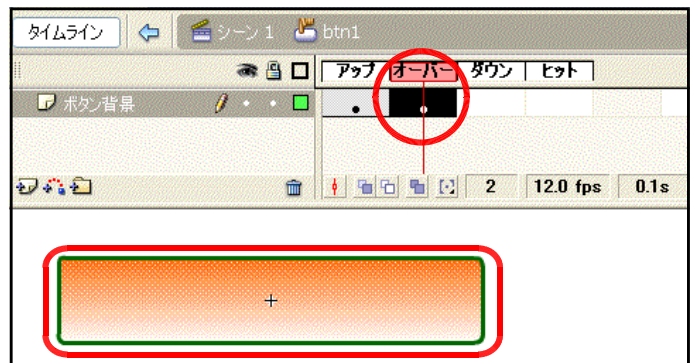 タイムライン シーン 1 btn1
アップ オーバー ダウン ヒット
ボタン背景
2 12.0 fps 0.1s